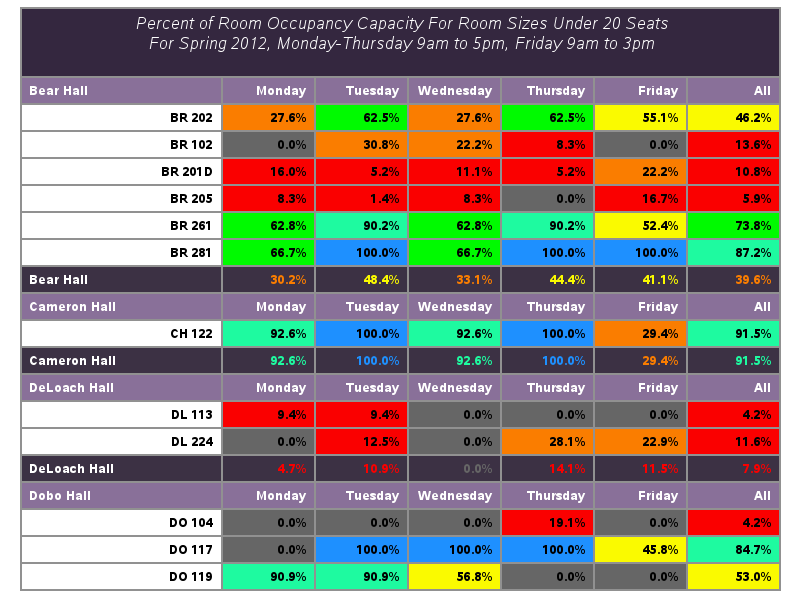 Percent of Room Occupancy Capacity For Room Sizes Under 20 Seats
For Spring 2012, Monday-Thursday 9am to 5pm, Friday 9am to 3pm
Bear Hall Monday Tuesday Wednesday Thursday Friday All
BR 202 27.6% 62.5% 27.6% 62.5% 55.1% 46.2%
BR 102 0.0% 30.8% 22.2% 8.3% 0.0% 13.6%
BR 201D 16.0% 5.2% 11.1% 5.2% 22.2% 10.8%
BR 205 8.3% 1.4% 8.3% 0.0% 16.7% 5.9%
BR 261 62.8% 90.2% 62.8% 90.2% 52.4% 73.8%
BR 281 66.7% 100.0% 66.7% 100.0% 100.0% 87.2%
Bear Hall 30.2% 48.4% 33.1% 44.4% 41.1% 39.6%
Cameron Hall Monday Tuesday Wednesday Thursday Friday All
CH 122 92.6% 100.0% 92.6% 100.0% 29.4% 91.5%
Cameron Hall 92.6% 100.0% 92.6% 100.0% 29.4% 91.5%
DeLoach Hall Monday Tuesday Wednesday Thursday Friday All
DL 113 9.4% 9.4% 0.0% 0.0% 0.0% 4.2%
DL 224 0.0% 12.5% 0.0% 28.1% 22.9% 11.6%
DeLoach Hall 4.7% 10.9% 0.0% 14.1% 11.5% 7.9%
Dobo Hall Monday Tuesday Wednesday Thursday Friday All
DO 104 0.0% 0.0% 0.0% 19.1% 0.0% 4.2%
DO 117 0.0% 100.0% 100.0% 100.0% 45.8% 84.7%
DO 119 90.9% 90.9% 56.8% 0.0% 0.0% 53.0%